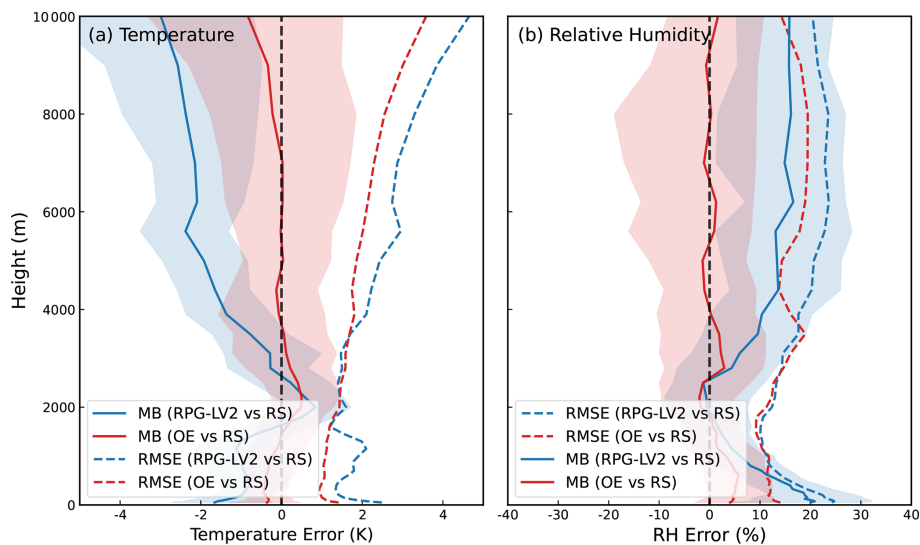 10000
8000
6000
4000
2000
0
Height (m)
(a) Temperature
MB (RPG-LV2 vs RS)
MB (OE vs RS)
RMSE (RPG-LV2 vs RS)
RMSE (OE vs RS)
-4
-2
0
2
4
Temperature Error (K)
(b) Relative Humidity
RMSE (RPG-LV2 vs RS)
RMSE (OE vs RS)
MB (RPG-LV2 vs RS)
MB (OE vs RS)
-40
-30
-20
-10
0
10
20
30
40
RH Error (%)